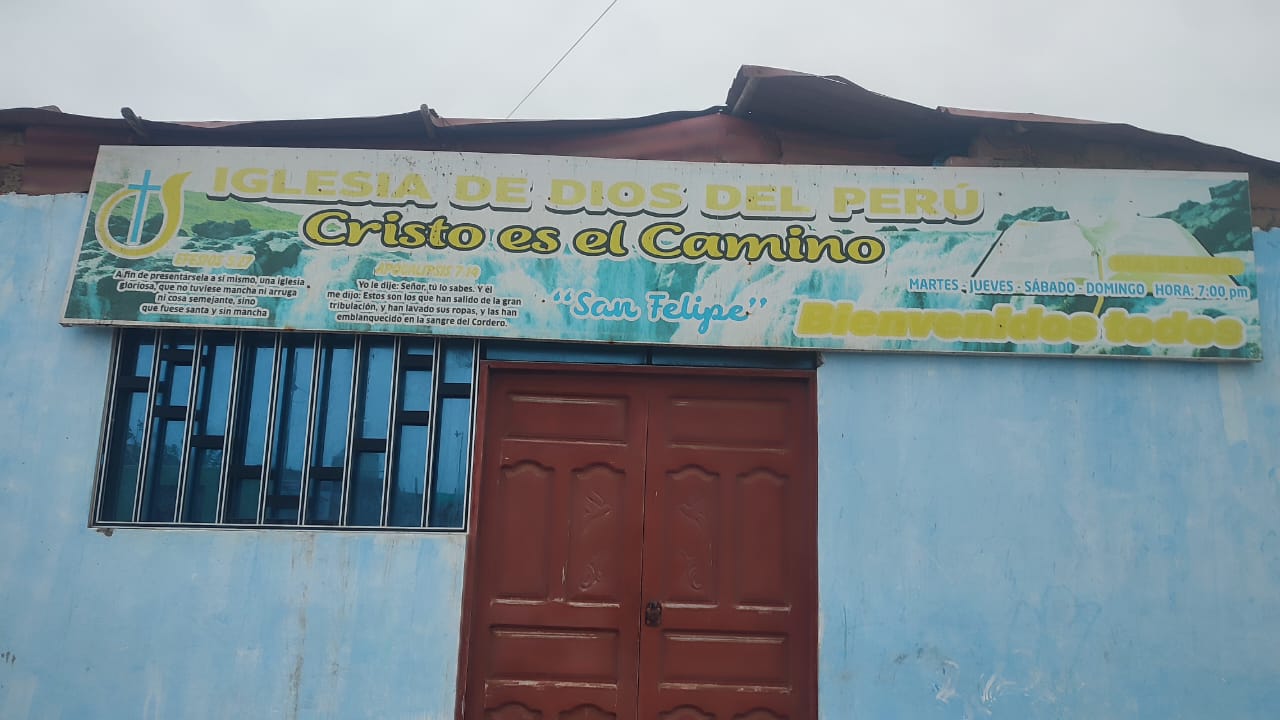 IGLESIA DE DIOS DEL PERÚ
Cristo es el Camino
EFESIOS 5:27
A fin de presentársela a si mismo, una iglesia
gloriosa, que no tuviese mancha ni arruga
ni cosa semejante, sino
que fuese santa y sin mancha
APOCALIPSIS 7:14
Yo le dije: Señor, tú lo sabes. Y él
me dijo: Estos son los que han salido de la gran
tribulación, y han lavado sus ropas, y las han
emblanquecido en la sangre del Cordero.
"San Felipe"
MARTES - JUEVES - SÁBADO - DOMINGO HORA: 7:00 pm
Bienvenidos todos